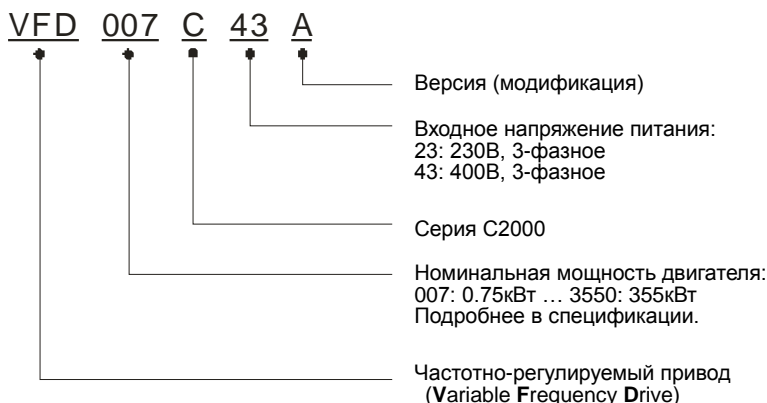 VFD 007 C 43 A
Версия (модификация)
Входное напряжение питания:
23: 230В, 3-фазное
43: 400В, 3-фазное
Серия C2000
Номинальная мощность двигателя:
007: 0.75кВт … 3550: 355кВт
Подробнее в спецификации.
Частотно-регулируемый привод
(Variable Frequency Drive)